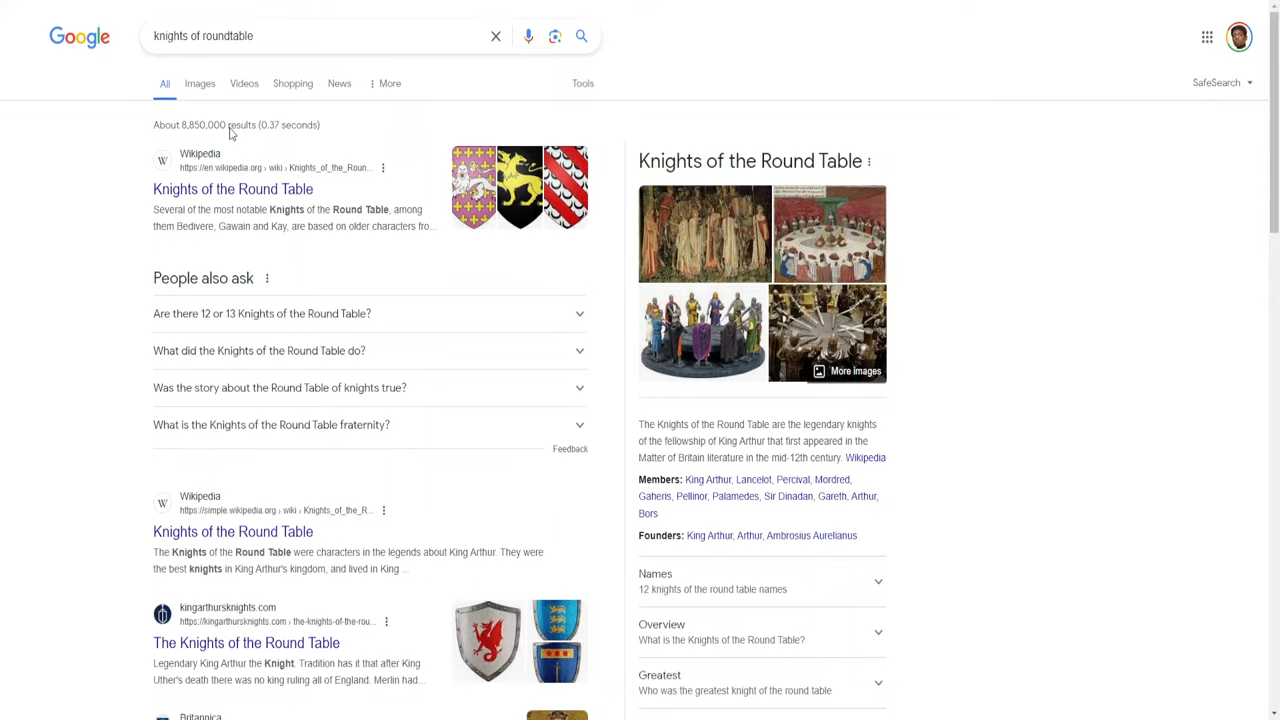 Google
knights of roundtable
All Images Videos Shopping News More Tools
SafeSearch
About 8,850,000 results (0.37 seconds)
W Wikipedia
https://en.wikipedia.org › wiki › Knights_of_the_Roun...
Knights of the Round Table
Several of the most notable Knights of the Round Table, among
them Bedivere, Gawain and Kay, are based on older characters fro...
People also ask
Are there 12 or 13 Knights of the Round Table?
What did the Knights of the Round Table do?
Was the story about the Round Table of knights true?
What is the Knights of the Round Table fraternity?
Feedback
W Wikipedia
https://simple.wikipedia.org › wiki › Knights_of_the_R...
Knights of the Round Table
The Knights of the Round Table were characters in the legends about King Arthur. They were
the best knights in King Arthur's kingdom, and lived in King ...
kingarthursknights.com
https://kingarthursknights.com › the-knights-of-the-rou...
The Knights of the Round Table
Legendary King Arthur the Knight. Tradition has it that after King
Uther's death there was no king ruling all of England. Merlin had...
Britannica
Knights of the Round Table
More images
The Knights of the Round Table are the legendary knights
of the fellowship of King Arthur that first appeared in the
Matter of Britain literature in the mid-12th century. Wikipedia
Members: King Arthur, Lancelot, Percival, Mordred,
Gaheris, Pellinor, Palamedes, Sir Dinadan, Gareth, Arthur,
Bors
Founders: King Arthur, Arthur, Ambrosius Aurelianus
Names
12 knights of the round table names
Overview
What is the Knights of the Round Table?
Greatest
Who was the greatest knight of the round table